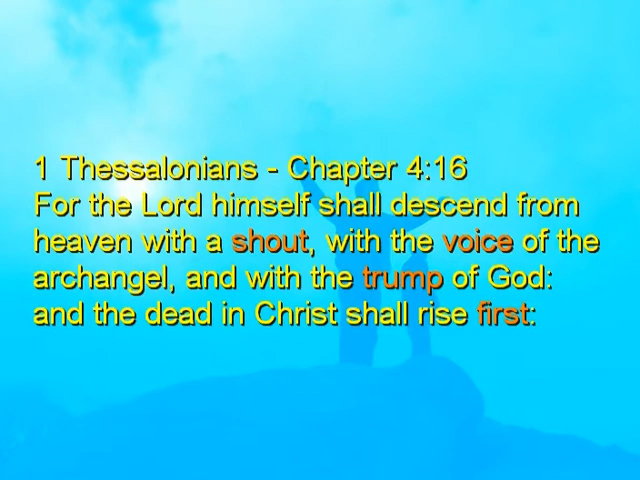 1 Thessalonians - Chapter 4:16
For the Lord himself shall descend from
heaven with a shout, with the voice of the
archangel, and with the trump of God:
and the dead in Christ shall rise first: